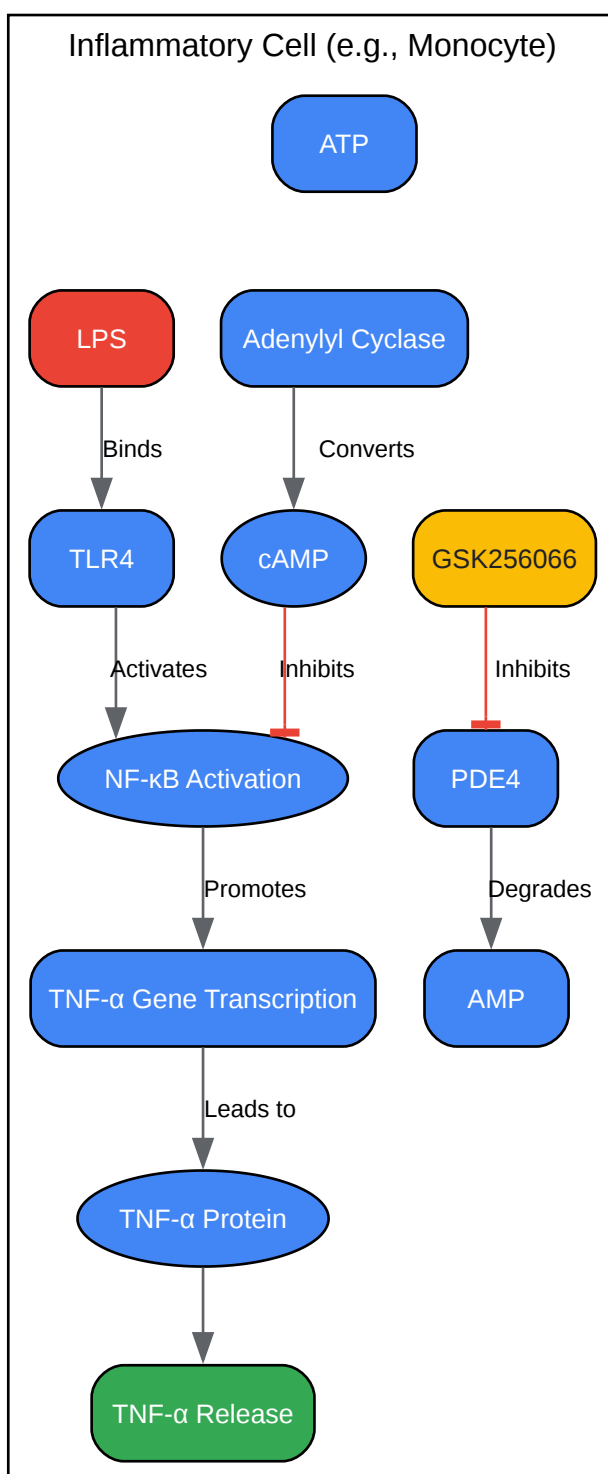 Inflammatory Cell (e.g., Monocyte)
ATP
LPS
Adenylyl Cyclase
Binds
Converts
TLR4
cAMP
GSK256066
Activates
Inhibits
Inhibits
NF-κB Activation
PDE4
Promotes
Degrades
TNF-α Gene Transcription
AMP
Leads to
TNF-α Protein
TNF-α Release